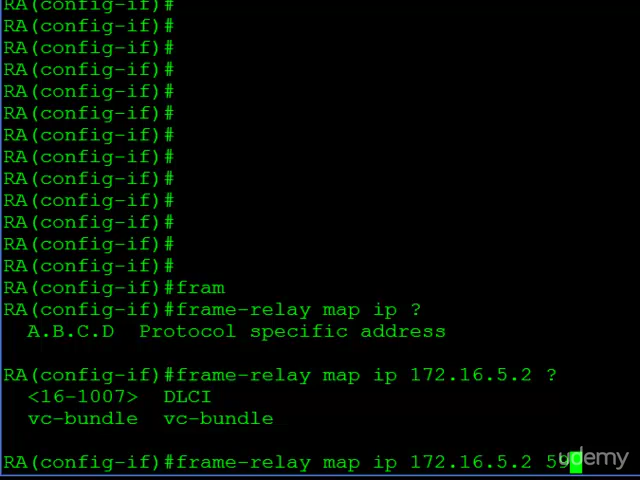 RA(config-if)#
RA(config-if)#
RA(config-if)#
RA(config-if)#
RA(config-if)#
RA(config-if)#
RA(config-if)#
RA(config-if)#
RA(config-if)#
RA(config-if)#
RA(config-if)#
RA(config-if)#
RA(config-if)#
RA(config-if)#fram
RA(config-if)#frame-relay map ip ?
A.B.C.D Protocol specific address
RA(config-if)#frame-relay map ip 172.16.5.2 ?
<16-1007> DLCI
vc-bundle vc-bundle
RA(config-if)#frame-relay map ip 172.16.5.2
udemy